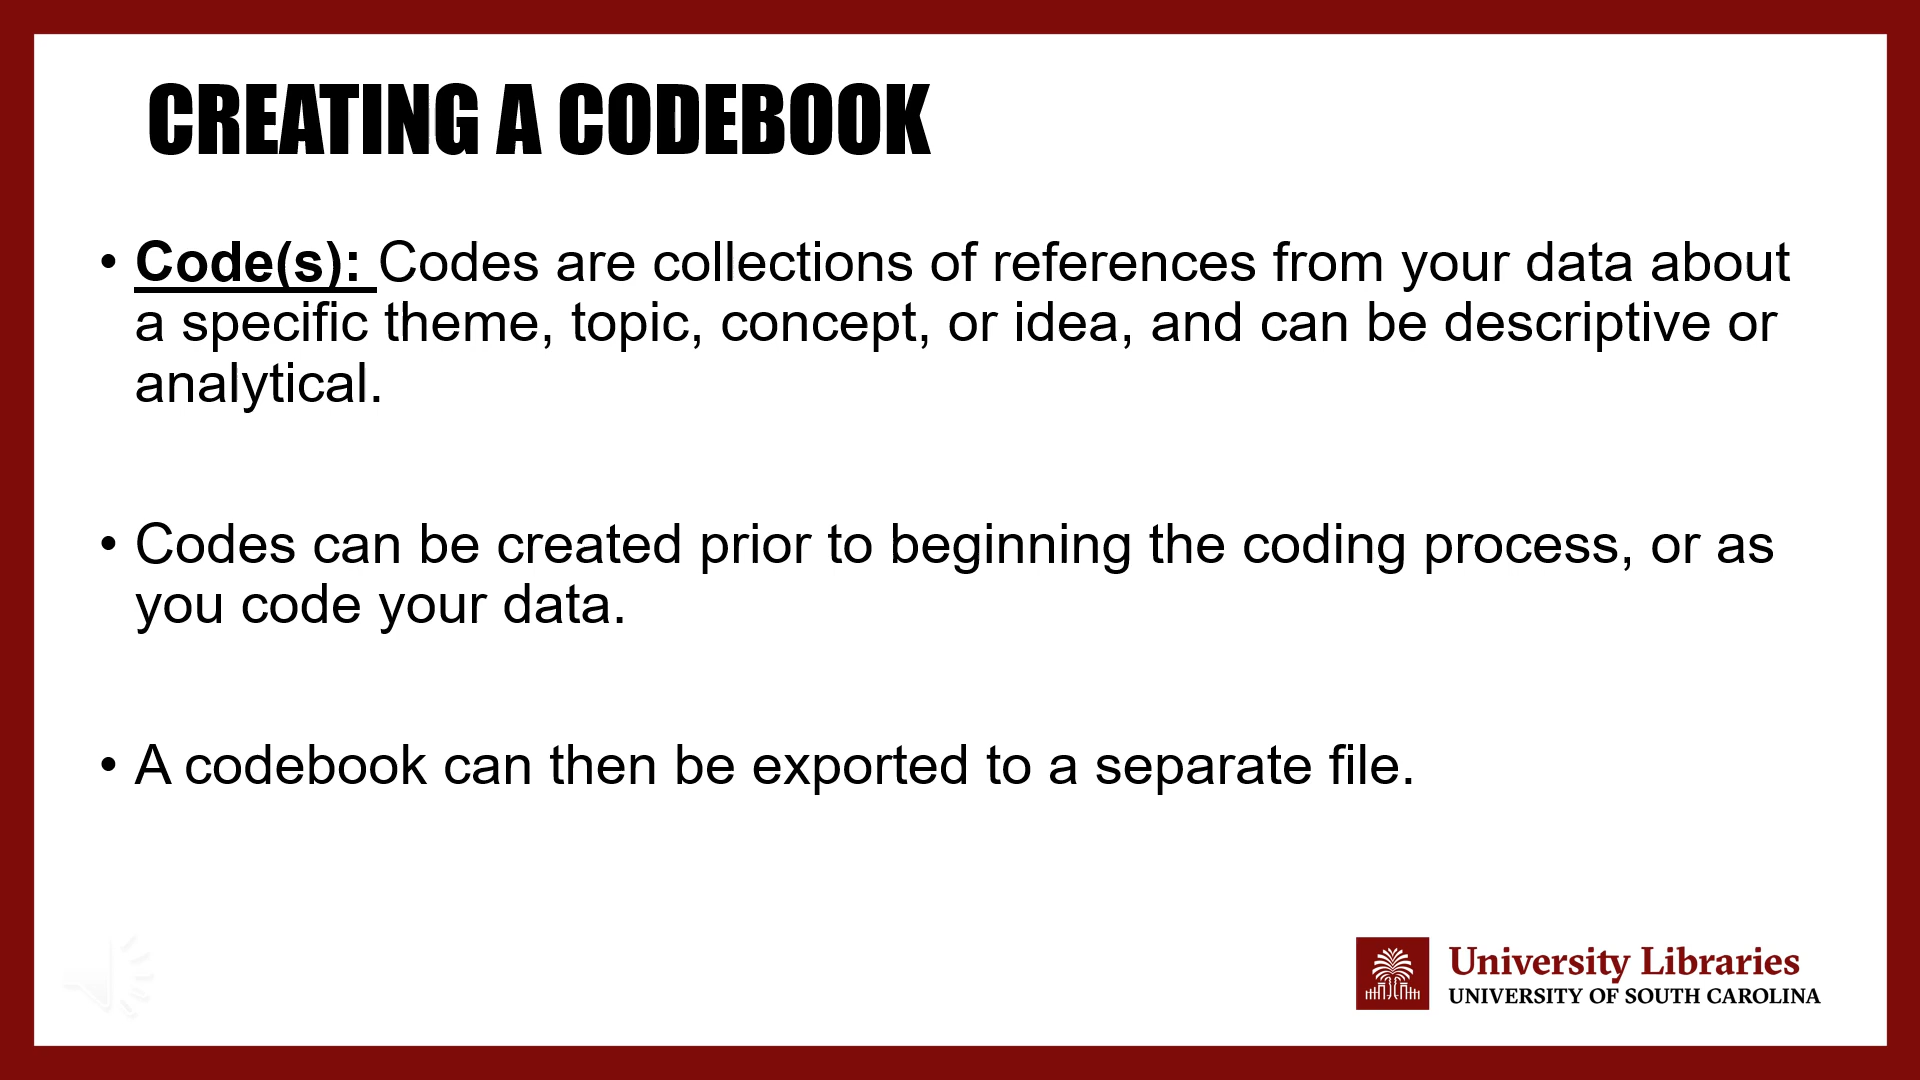 CREATING A CODEBOOK
• Code(s): Codes are collections of references from your data about
a specific theme, topic, concept, or idea, and can be descriptive or
analytical.
• Codes can be created prior to beginning the coding process, or as
you code your data.
• A codebook can then be exported to a separate file.
University Libraries
UNIVERSITY OF SOUTH CAROLINA